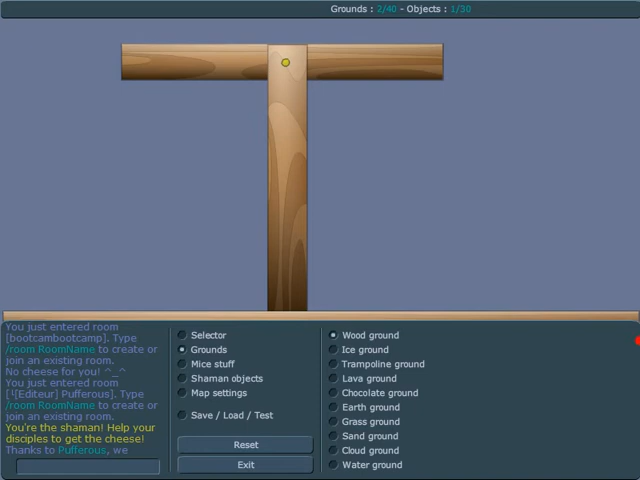 Grounds : 2/40 - Objects : 1/30
You just entered room
[bootcambootcamp]. Type
/room RoomName to create or
join an existing room.
No cheese for you! ^_^
You just entered room
[¹[Editeur] Pufferous]. Type
/room RoomName to create or
join an existing room.
You're the shaman! Help your
disciples to get the cheese!
Thanks to Pufferous, we
Selector
Grounds
Mice stuff
Shaman objects
Map settings
Save / Load / Test
Reset
Exit
Wood ground
Ice ground
Trampoline ground
Lava ground
Chocolate ground
Earth ground
Grass ground
Sand ground
Cloud ground
Water ground